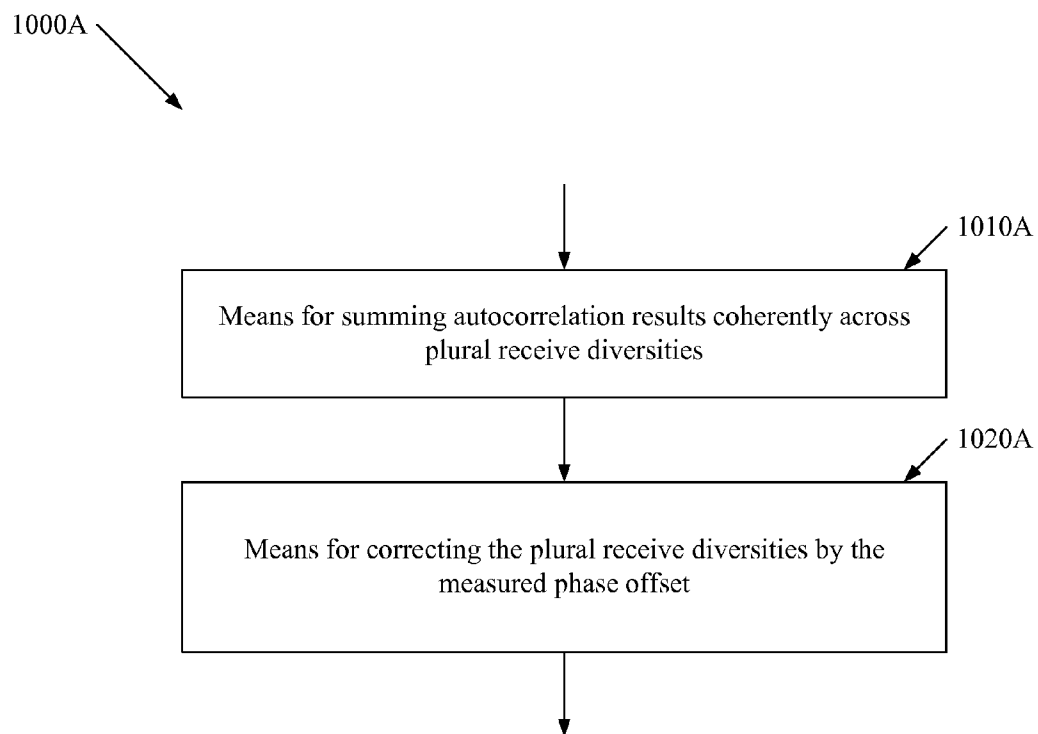 1000A
1010A
Means for summing autocorrelation results coherently across
plural receive diversities
1020A
Means for correcting the plural receive diversities by the
measured phase offset